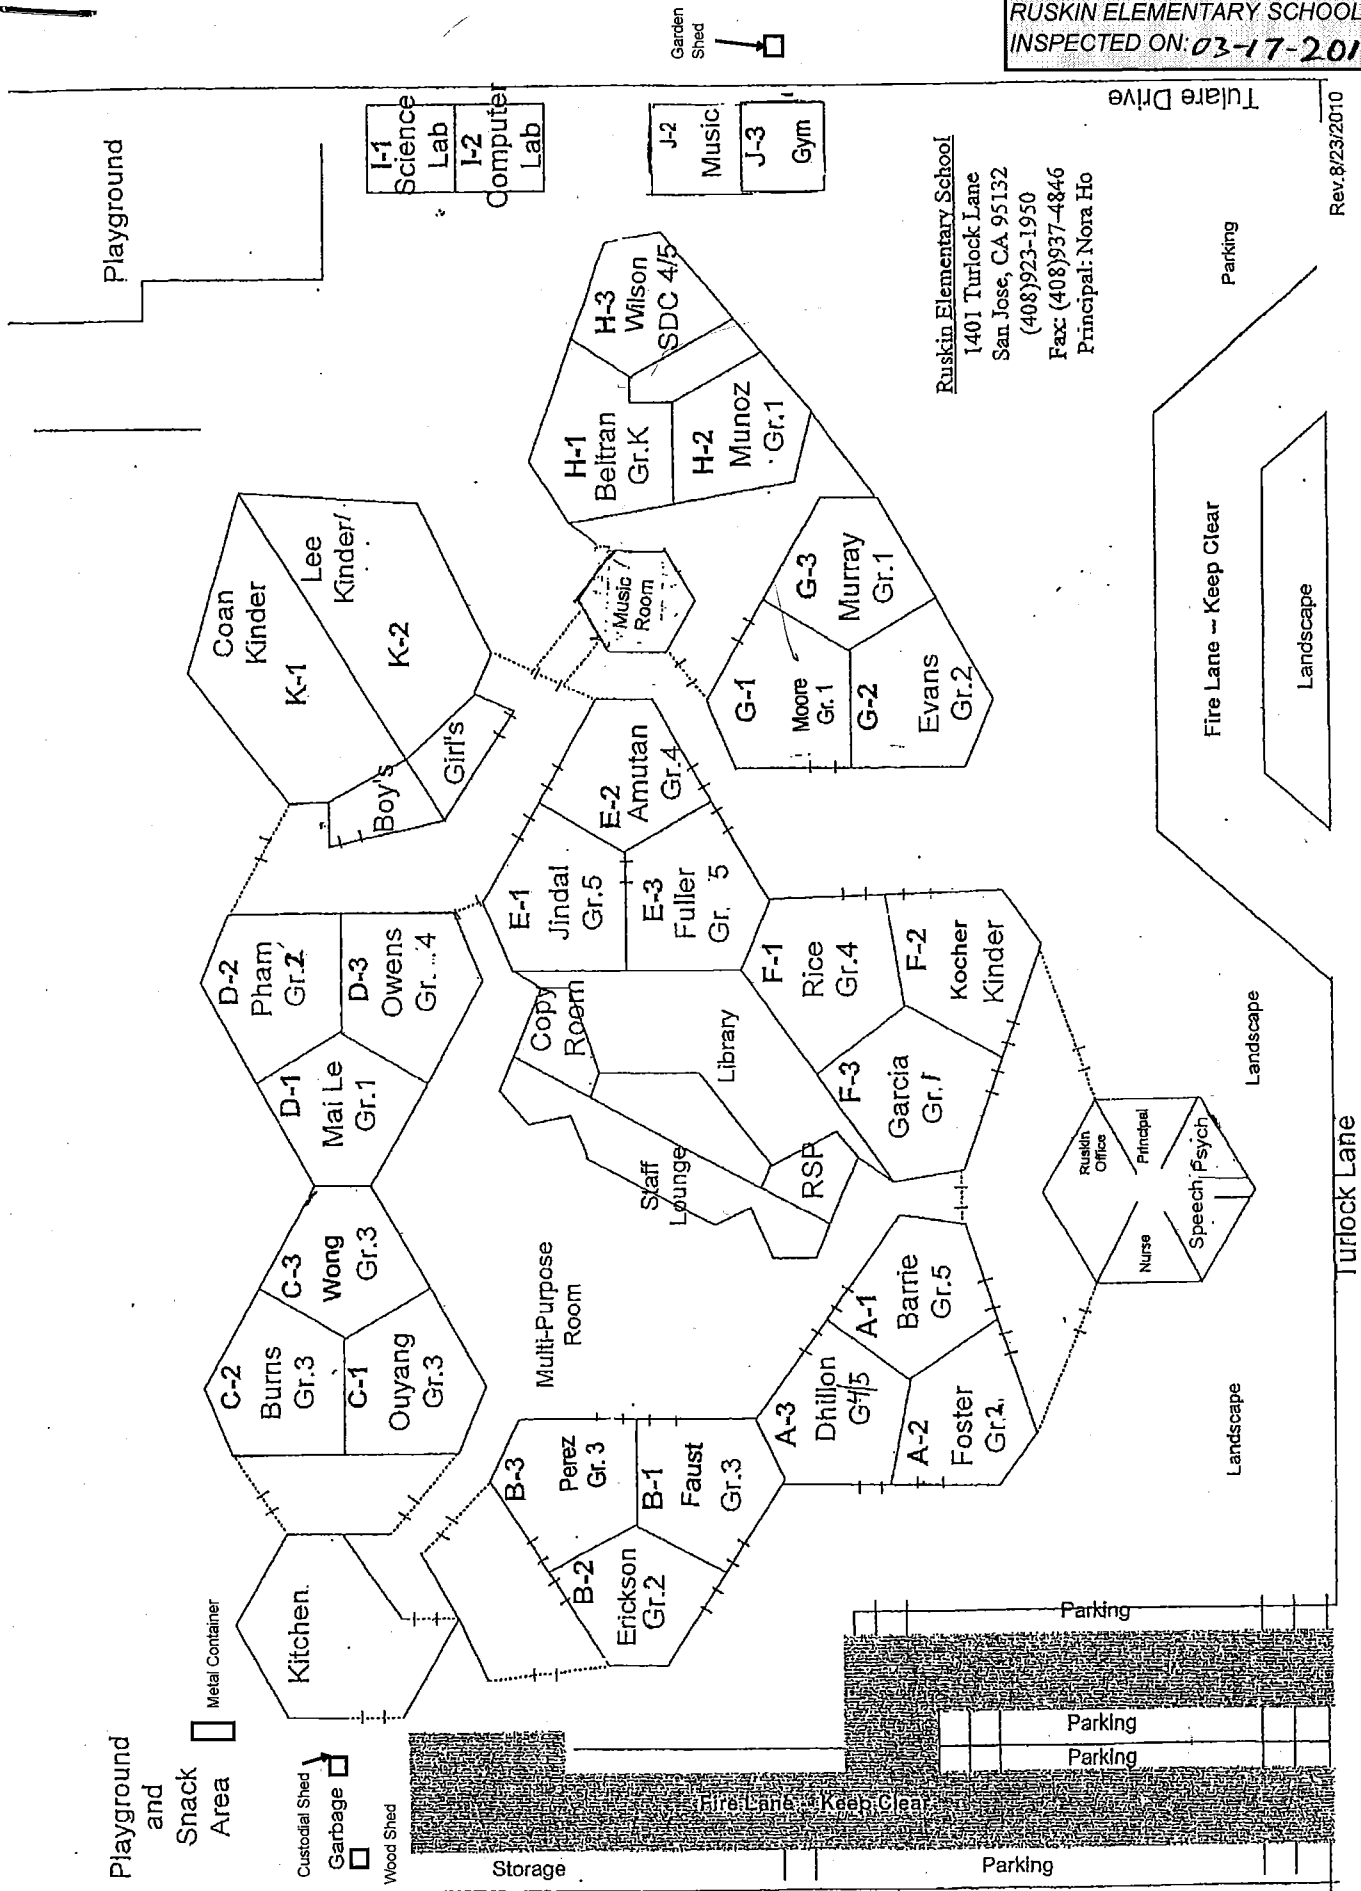 RUSKIN ELEMENTARY SCHOOL
INSPECTED ON: 03-17-201
Garden
Shed
Tulare Drive
Playground
I-1
Science
Lab
I-2
Computer
Lab
J-2
Music
J-3
Gym
Ruskin Elementary School
1401 Turlock Lane
San Jose, CA 95132
(408)923-1950
Fax: (408)937-4846
Principal: Nora Ho
Rev.8/23/2010
Parking
H-3
Wilson
SDC 4/5
H-1
Beltran
Gr.K
H-2
Munoz
Gr.1
Coan
Kinder
K-1
Lee
Kinder/
K-2
Boy's
Girl's
Music
Room
G-3
Murray
Gr.1
G-1
Moore
Gr.1
G-2
Evans
Gr.2
Fire Lane -- Keep Clear
Landscape
D-2
Pham
Gr.2
D-3
Owens
Gr. 4
D-1
Mai Le
Gr.1
E-1
Jindal
Gr.5
E-2
Amutan
Gr.4
E-3
Fuller
Gr. 5
F-1
Rice
Gr.4
F-2
Kocher
Kinder
F-3
Garcia
Gr.1
Copy
Room
Library
Staff
Lounge
RSP
Ruskin
Office
Principal
Nurse
Speech
Psych
Landscape
Turlock Lane
C-3
Wong
Gr.3
C-2
Burns
Gr.3
C-1
Ouyang
Gr.3
Multi-Purpose
Room
B-3
Perez
Gr.3
B-1
Faust
Gr.3
B-2
Erickson
Gr.2
A-1
Barrie
Gr.5
A-3
Dhillon
G4/5
A-2
Foster
Gr.2
Landscape
Kitchen
Metal Container
Playground
and
Snack
Area
Custodial Shed
Garbage
Wood Shed
Fire Lane -- Keep Clear
Storage
Parking
Parking
Parking
Parking